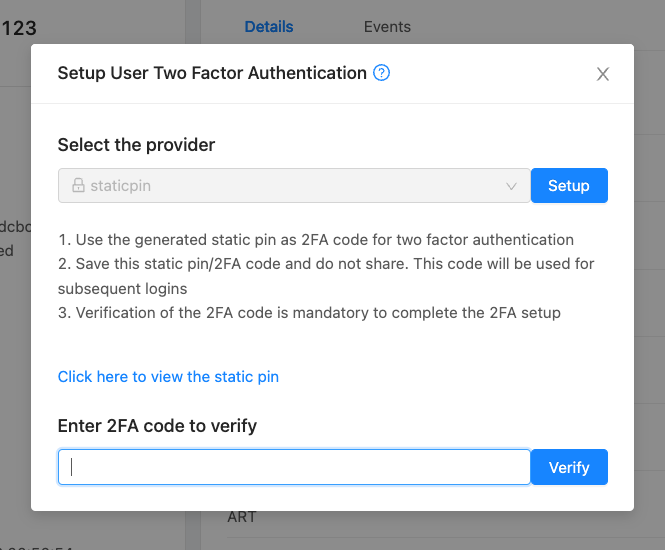 123
Details
Events
Setup User Two Factor Authentication
Select the provider
staticpin
Setup
1. Use the generated static pin as 2FA code for two factor authentication
2. Save this static pin/2FA code and do not share. This code will be used for
subsequent logins
3. Verification of the 2FA code is mandatory to complete the 2FA setup
Click here to view the static pin
Enter 2FA code to verify
Verify
ART